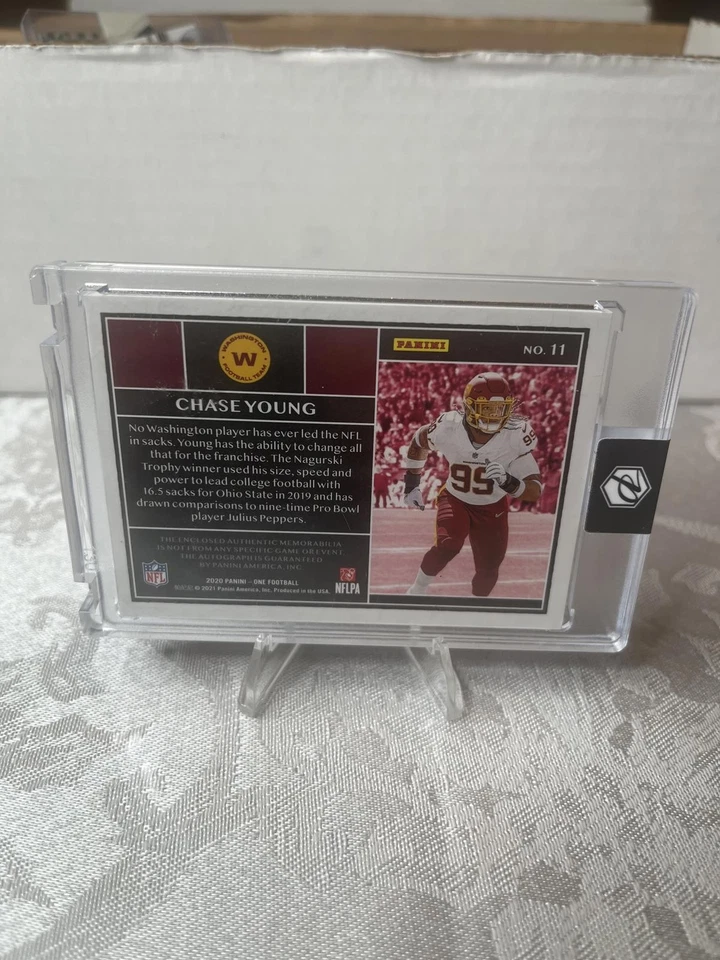 WASHINGTON
W
FOOTBALL TEAM
PANINI
NO. 11
CHASE YOUNG
No Washington player has ever led the NFL
in sacks. Young has the ability to change all
that for the franchise. The Nagurski
Trophy winner used his size, speed and
power to lead college football with
16.5 sacks for Ohio State in 2019 and has
drawn comparisons to nine-time Pro Bowl
player Julius Peppers.
THE ENCLOSED AUTHENTIC MEMORABILIA
IS NOT FROM ANY SPECIFIC GAME OR EVENT.
THE AUTOGRAPH IS GUARANTEED
BY PANINI AMERICA, INC.
2020 PANINI - ONE FOOTBALL
© 2021 Panini America, Inc. Produced in the USA.
NFL
NFLPA
99
99